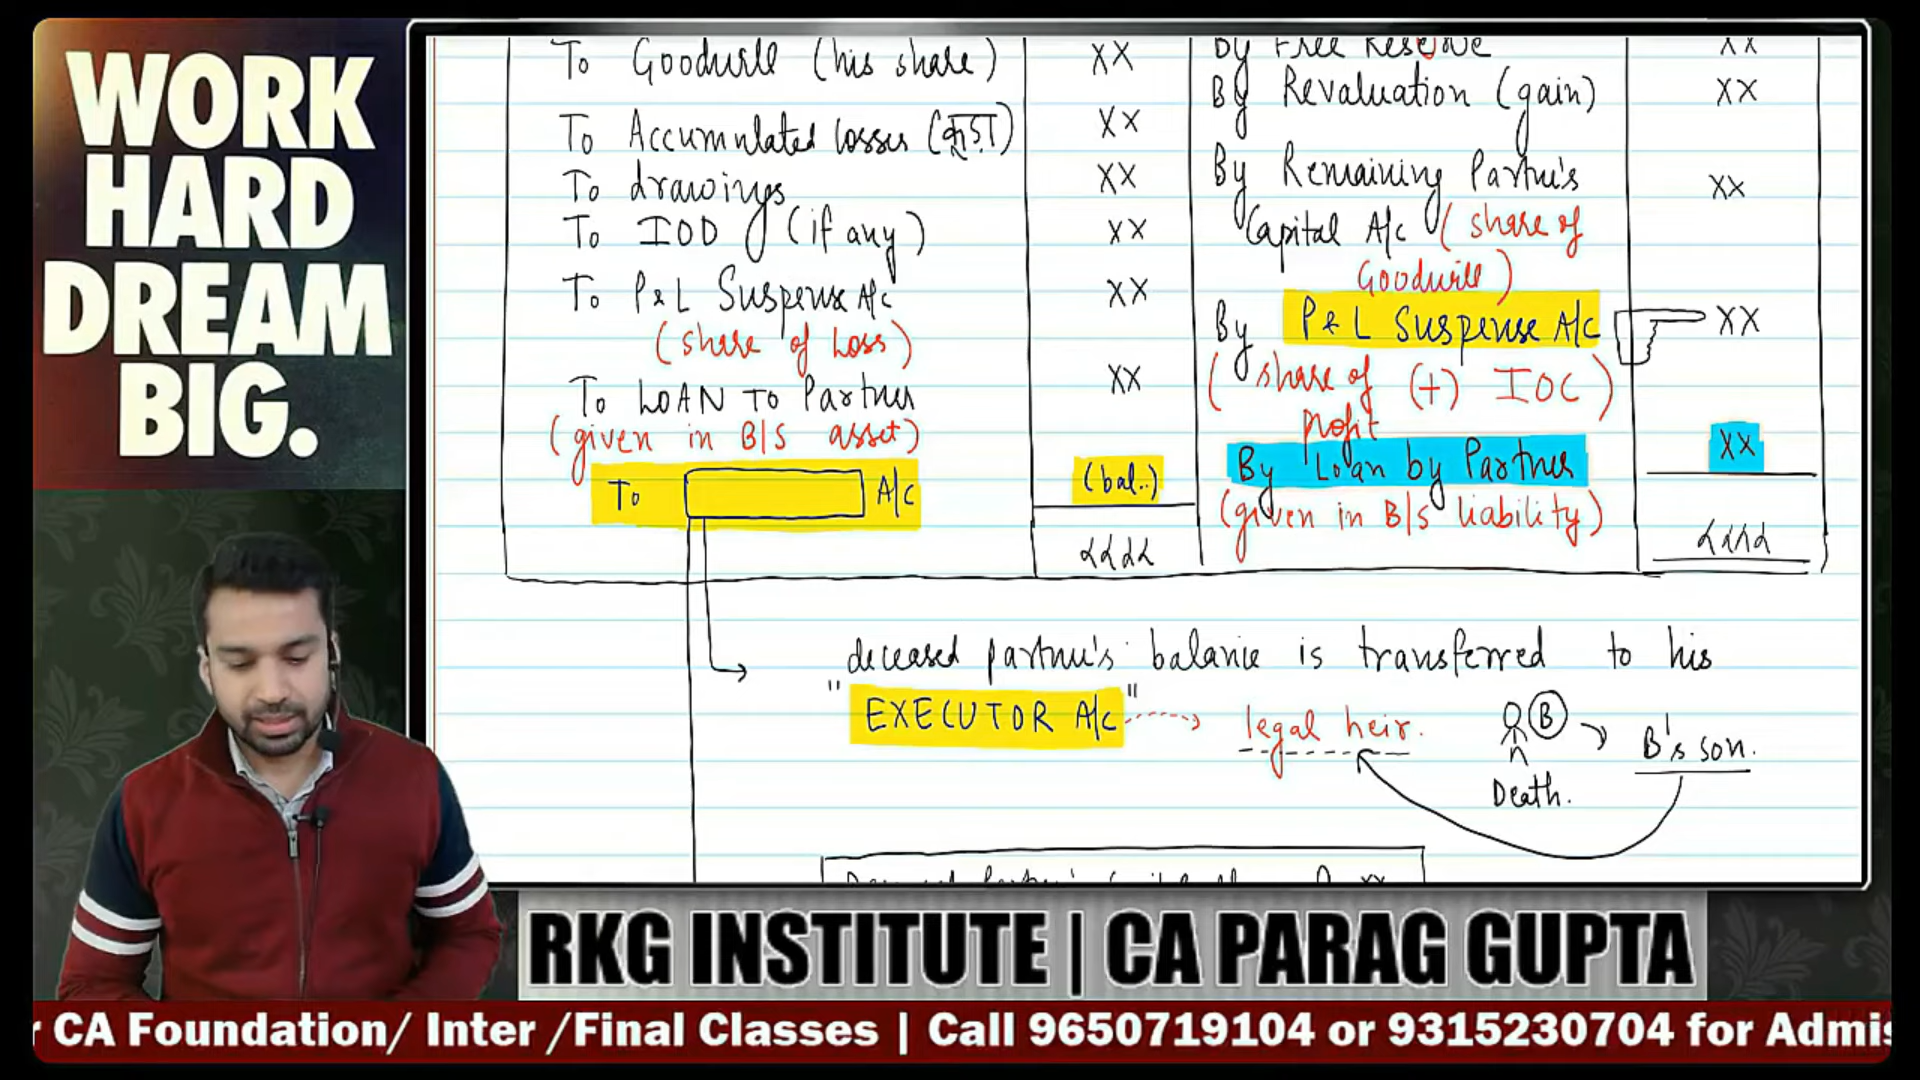 WORK
HARD
DREAM
BIG.
To Goodwill (his share) XX
To Accumulated losses ( ) XX
To drawings XX
To IOD (if any) XX
To P&L Suspense A/c XX
(share of Loss)
To LOAN TO Partner XX
(given in B/S asset)
To A/c (bal..)
By Free Reserve XX
By Revaluation (gain) XX
By Remaining Partner's XX
Capital A/c (share of
Goodwill)
By P&L Suspense A/c XX
(share of (+) IOC)
profit
By Loan by Partner XX
(given in B/S liability)
deceased partner's balance is transferred to his
"EXECUTOR A/c" legal heir. B B's son.
Death.
RKG INSTITUTE | CA PARAG GUPTA
r CA Foundation/ Inter /Final Classes | Call 9650719104 or 9315230704 for Admis